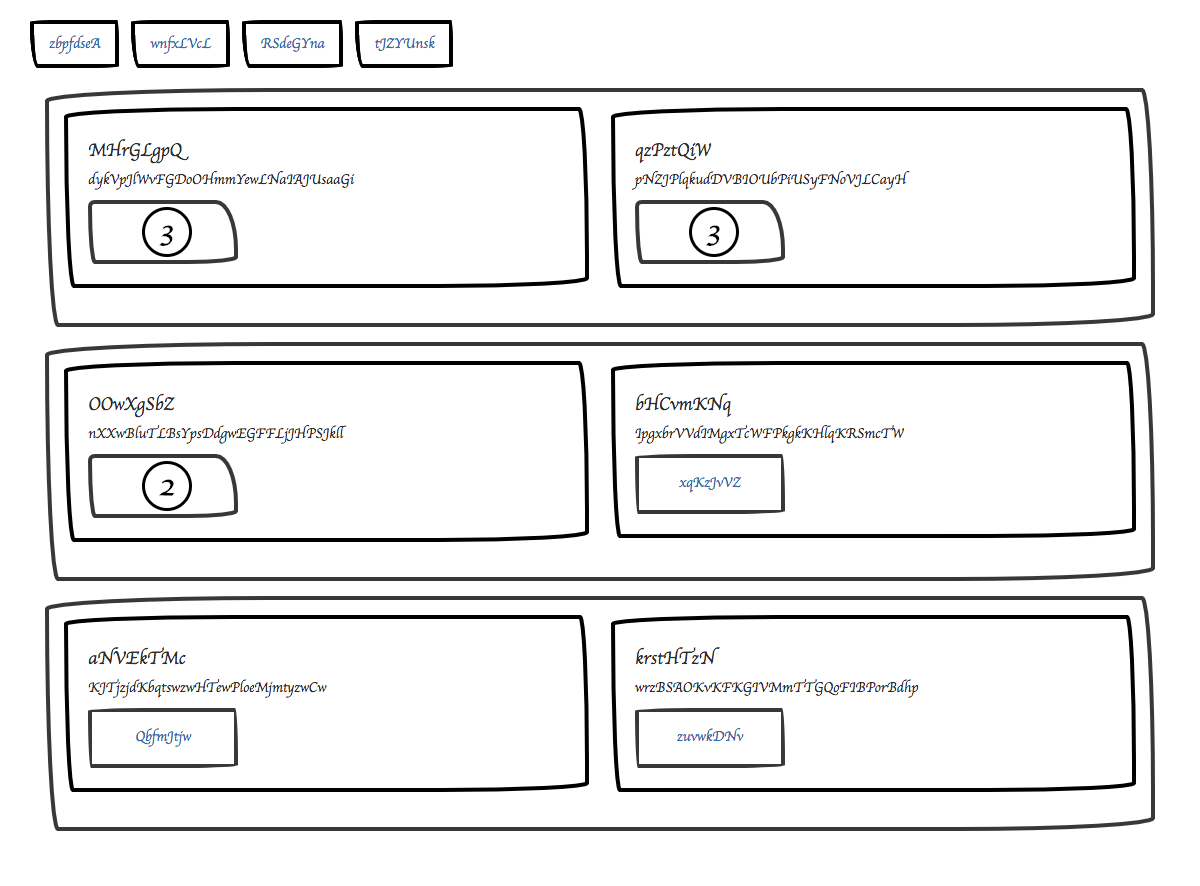 zbpfdseA wnfxLVcL RSdeGYna tJZYUnsk
MHrGLgpQ
dykVpJlWvFGDoOHmmYewLNaIAJUsaaGi
3
qzPztQiW
pNZJPlqkudDVBIOUbPiUSyFNoVJLCayH
3
OOwXgSbZ
nXXwBluTLBsYpsDdgwEGFFLjJHPSJkll
2
bHCvmKNq
IpgxbrVVdIMgxTcWFPkgkKHlqKRSmcTW
xqKzJvVZ
aNVEkTMc
KJTjzjdKbqtswzwHTewPloeMjmtyzwCw
QbfmJtjw
krstHTzN
wrzBSAOKvKFKGIVMmTTGQoFIBPorBdhp
zuvwkDNv